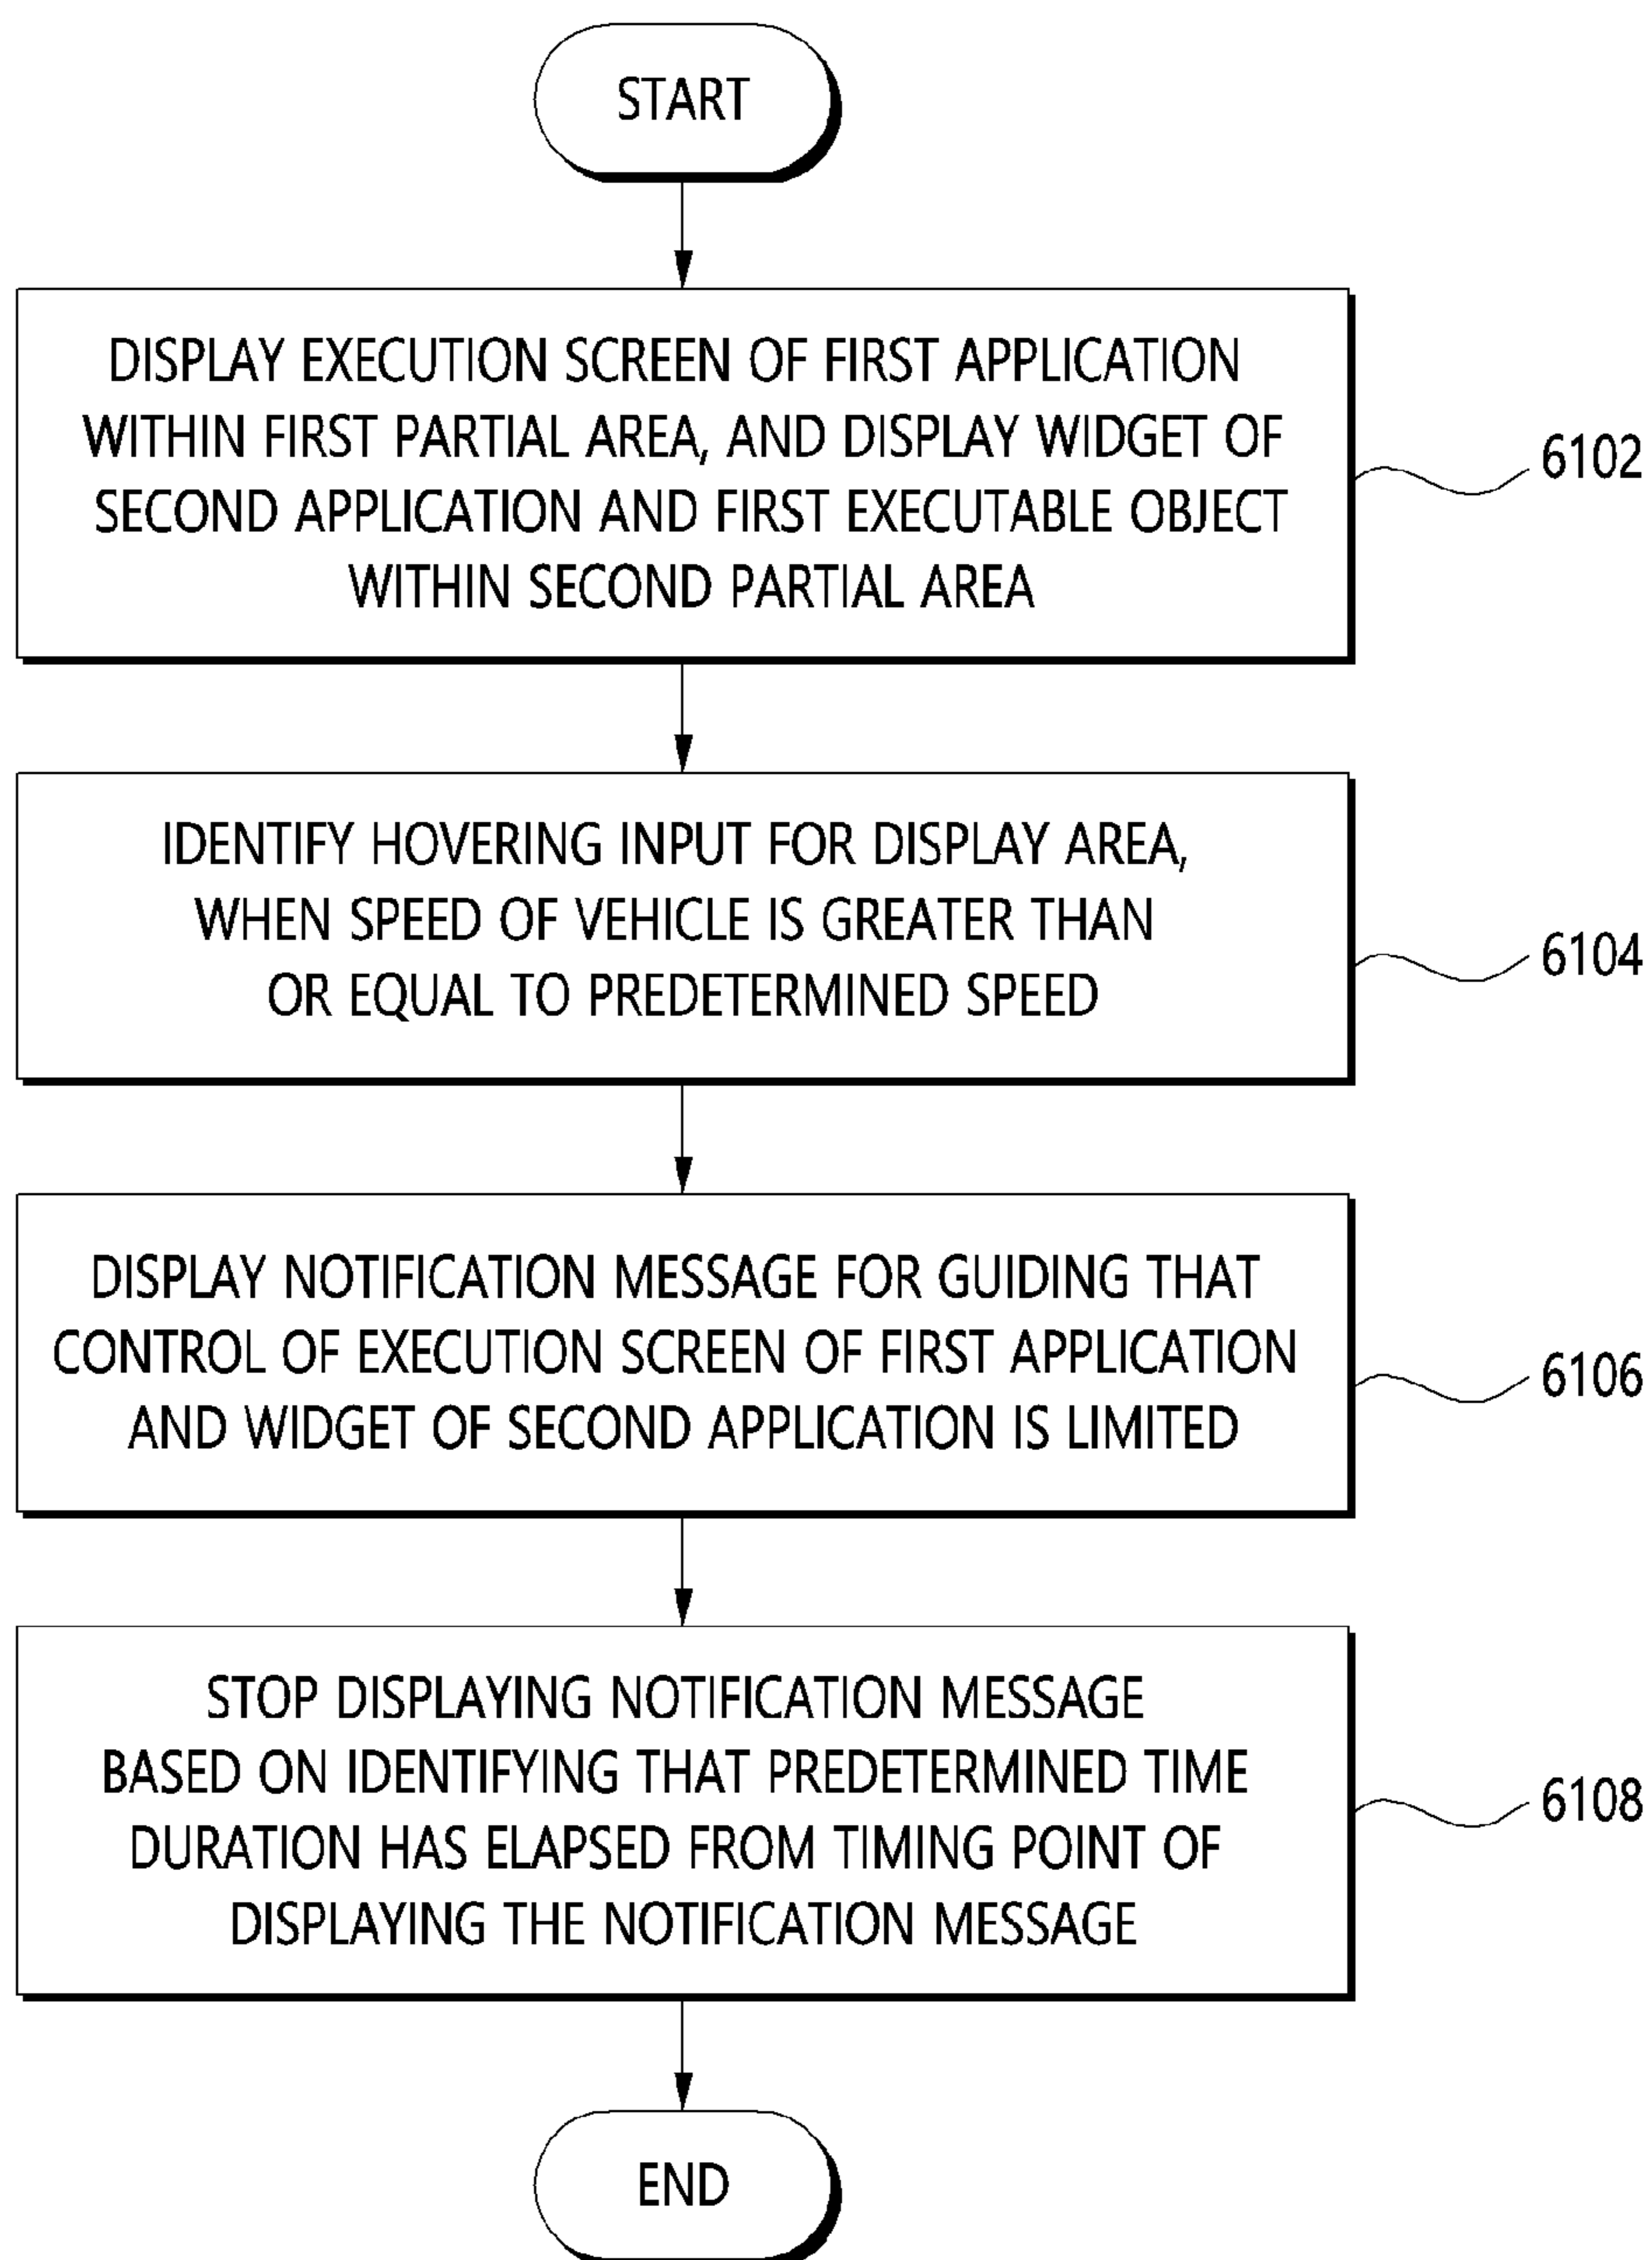 START
DISPLAY EXECUTION SCREEN OF FIRST APPLICATION
WITHIN FIRST PARTIAL AREA, AND DISPLAY WIDGET OF
SECOND APPLICATION AND FIRST EXECUTABLE OBJECT
WITHIN SECOND PARTIAL AREA
6102
IDENTIFY HOVERING INPUT FOR DISPLAY AREA,
WHEN SPEED OF VEHICLE IS GREATER THAN
OR EQUAL TO PREDETERMINED SPEED
6104
DISPLAY NOTIFICATION MESSAGE FOR GUIDING THAT
CONTROL OF EXECUTION SCREEN OF FIRST APPLICATION
AND WIDGET OF SECOND APPLICATION IS LIMITED
6106
STOP DISPLAYING NOTIFICATION MESSAGE
BASED ON IDENTIFYING THAT PREDETERMINED TIME
DURATION HAS ELAPSED FROM TIMING POINT OF
DISPLAYING THE NOTIFICATION MESSAGE
6108
END